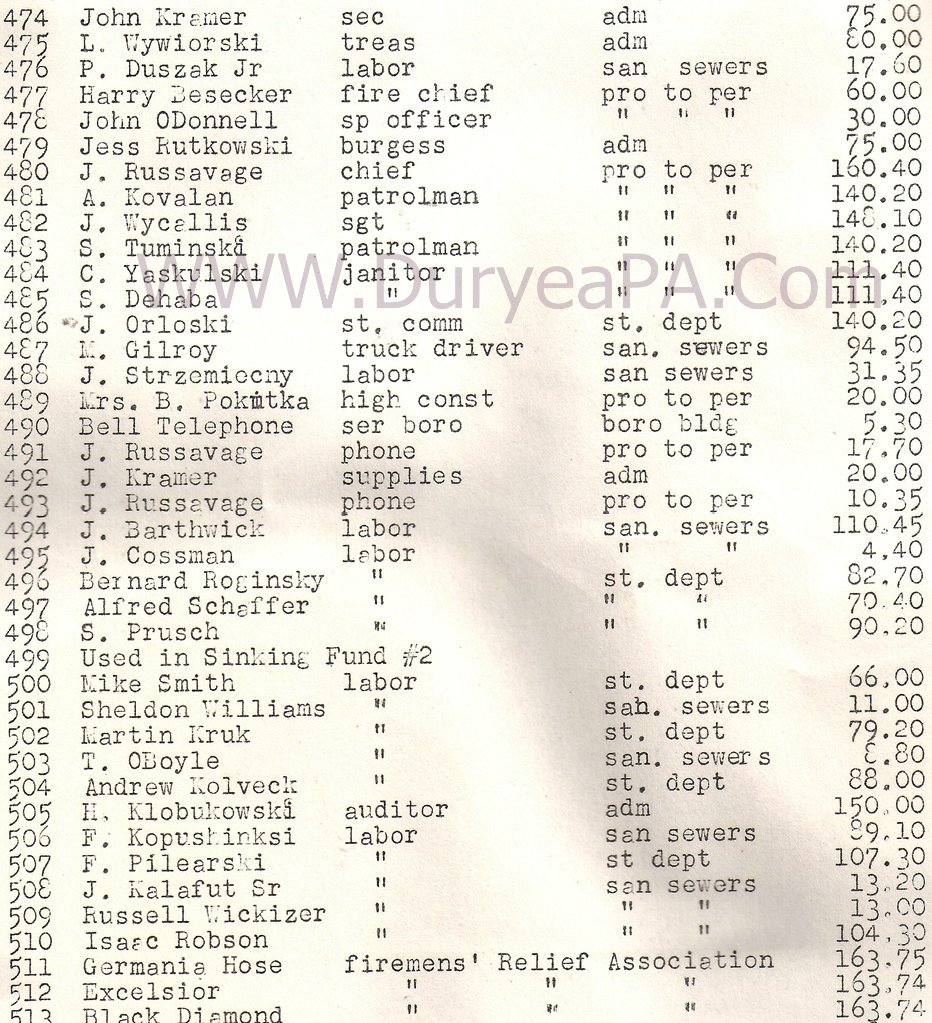 474 John Kramer sec adm 75.00
475 L. Wywiorski treas adm 80.00
476 P. Duszak Jr labor san sewers 17.60
477 Harry Besecker fire chief pro to per 60.00
478 John ODonnell sp officer " " " 30.00
479 Jess Rutkowski burgess adm 75.00
480 J. Russavage chief pro to per 160.40
481 A. Kovalan patrolman " " " 140.20
482 J. Wycallis sgt " " " 148.10
483 S. Tuminski patrolman " " " 140.20
484 C. Yaskulski janitor " " " 111.40
WWW.DuryeaPA.Com
485 S. Dehaba " " " " 111,40
486 J. Orloski st. comm st. dept 140.20
487 M. Gilroy truck driver san. sewers 94.50
488 J. Strzemiecny labor san sewers 31.35
489 Mrs. B. Pokutka high const pro to per 20.00
490 Bell Telephone ser boro boro bldg 5.30
491 J. Russavage phone pro to per 17.70
492 J. Kramer supplies adm 20.00
493 J. Russavage phone pro to per 10.35
494 J. Barthwick labor san. sewers 110.45
495 J. Cossman labor " " 4,40
496 Bernard Roginsky " st. dept 82.70
497 Alfred Schaffer " " " 70.40
498 S. Prusch " " " 90.20
499 Used in Sinking Fund #2
500 Mike Smith labor st. dept 66,00
501 Sheldon Williams " san. sewers 11.00
502 Martin Kruk " st. dept 79.20
503 T. OBoyle " san. sewers 8.80
504 Andrew Kolveck " st. dept 88.00
505 H. Klobukowski auditor adm 150.00
506 F. Kopushinksi labor san sewers 89.10
507 F. Pilearski " st dept 107.30
508 J. Kalafut Sr " san sewers 13.20
509 Russell Wickizer " " " 13.00
510 Isaac Robson " " " 104.30
511 Germania Hose firemens' Relief Association 163.75
512 Excelsior " " " 163.74
513 Black Diamond " " " 163.74